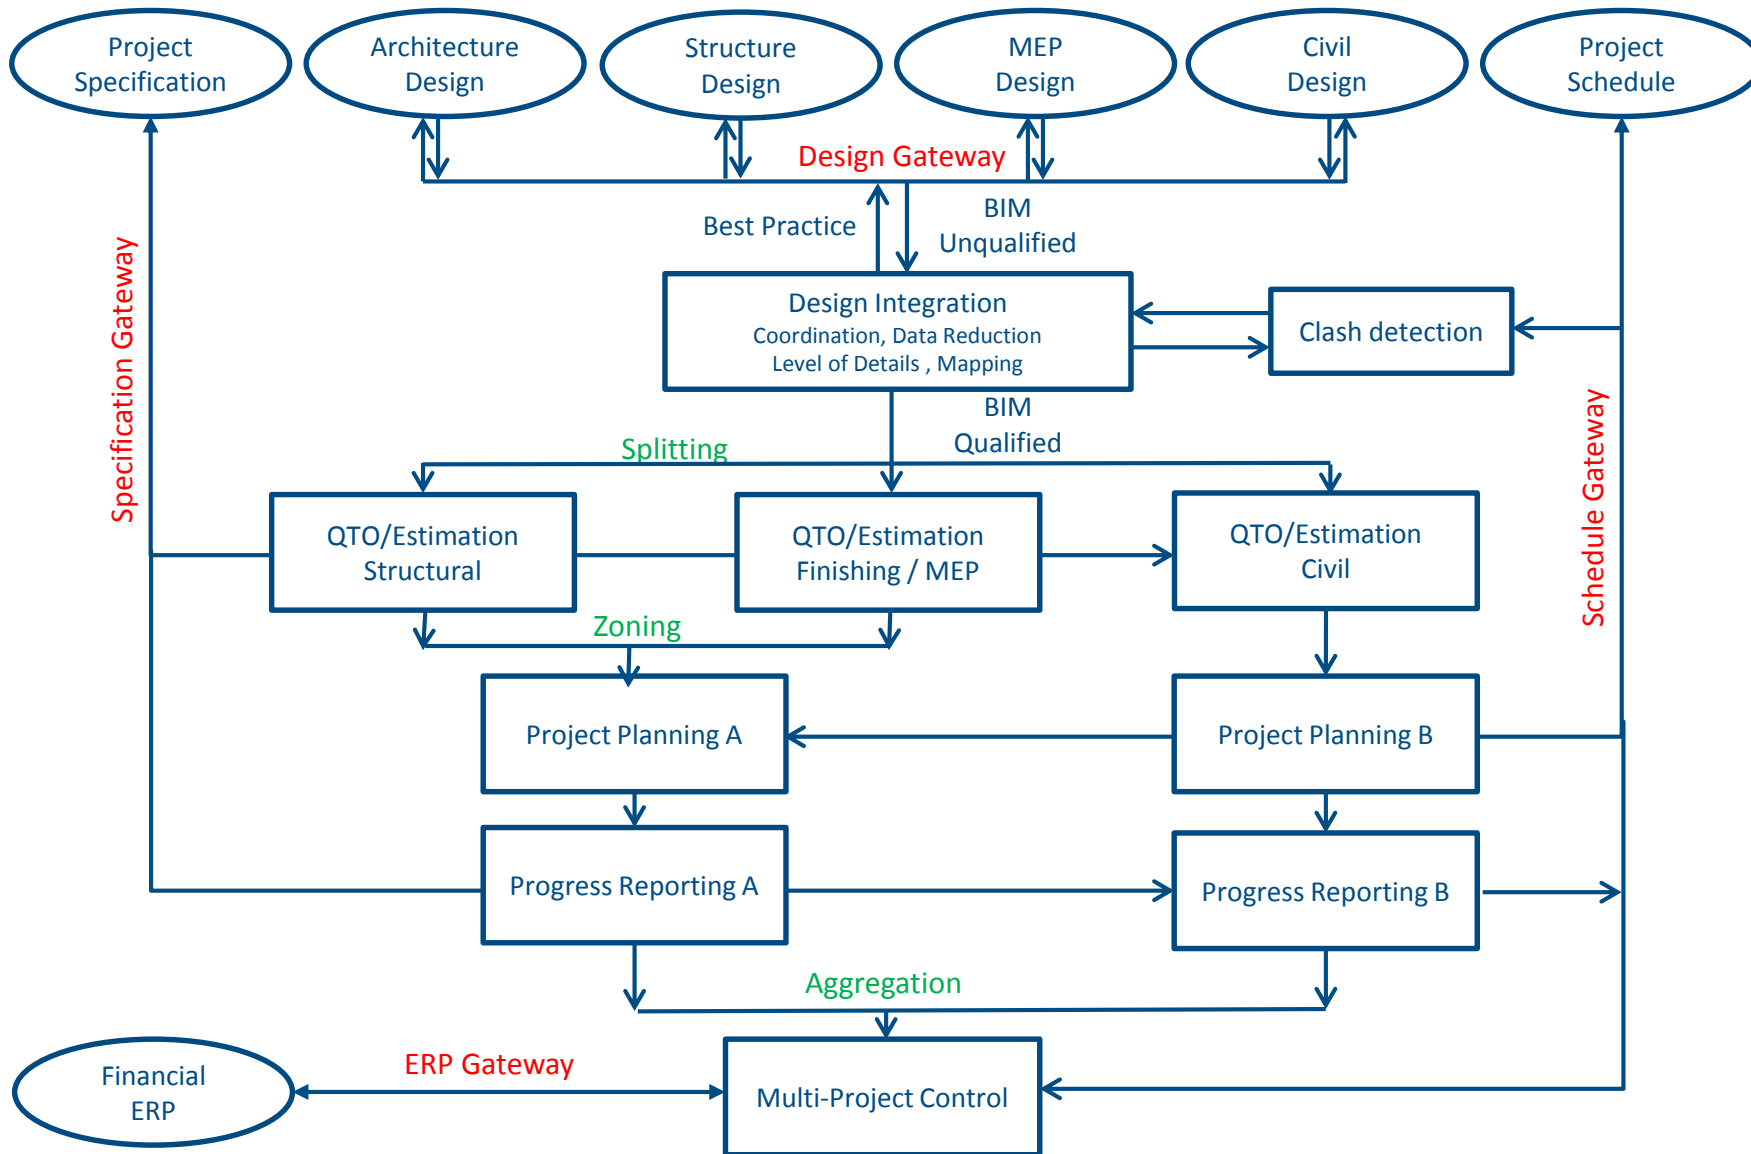 Project
Specification
Architecture
Design
Structure
Design
MEP
Design
Civil
Design
Project
Schedule
Design Gateway
Best Practice
BIM
Unqualified
Design Integration
Coordination, Data Reduction
Level of Details , Mapping
Clash detection
Specification Gateway
Schedule Gateway
BIM
Qualified
Splitting
QTO/Estimation
Structural
QTO/Estimation
Finishing / MEP
QTO/Estimation
Civil
Zoning
Project Planning A
Project Planning B
Progress Reporting A
Progress Reporting B
Aggregation
Financial
ERP
ERP Gateway
Multi-Project Control